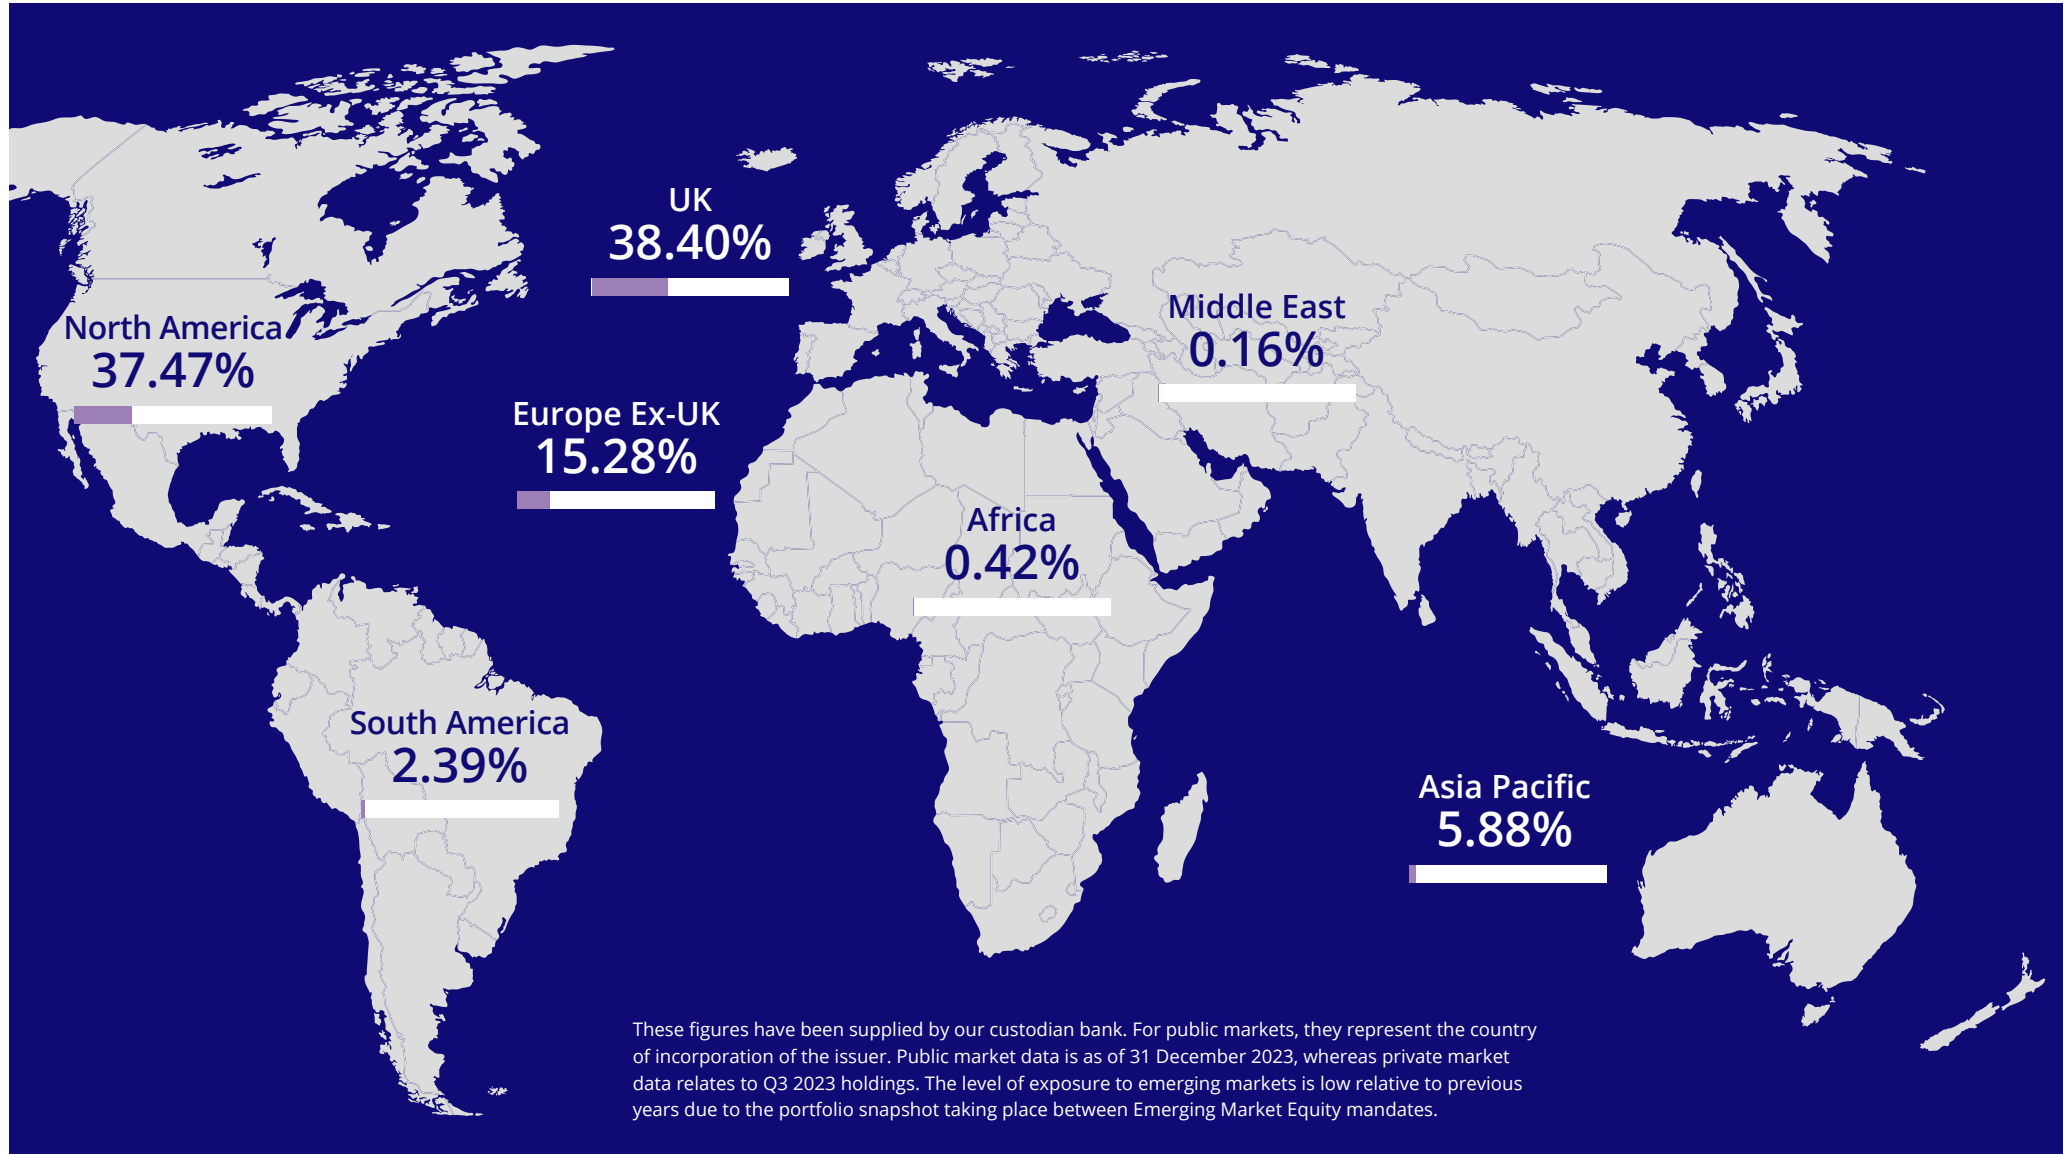 UK
38.40%
North America
37.47%
Middle East
0.16%
Europe Ex-UK
15.28%
Africa
0.42%
South America
2.39%
Asia Pacific
5.88%
These figures have been supplied by our custodian bank. For public markets, they represent the country
of incorporation of the issuer. Public market data is as of 31 December 2023, whereas private market
data relates to Q3 2023 holdings. The level of exposure to emerging markets is low relative to previous
years due to the portfolio snapshot taking place between Emerging Market Equity mandates.